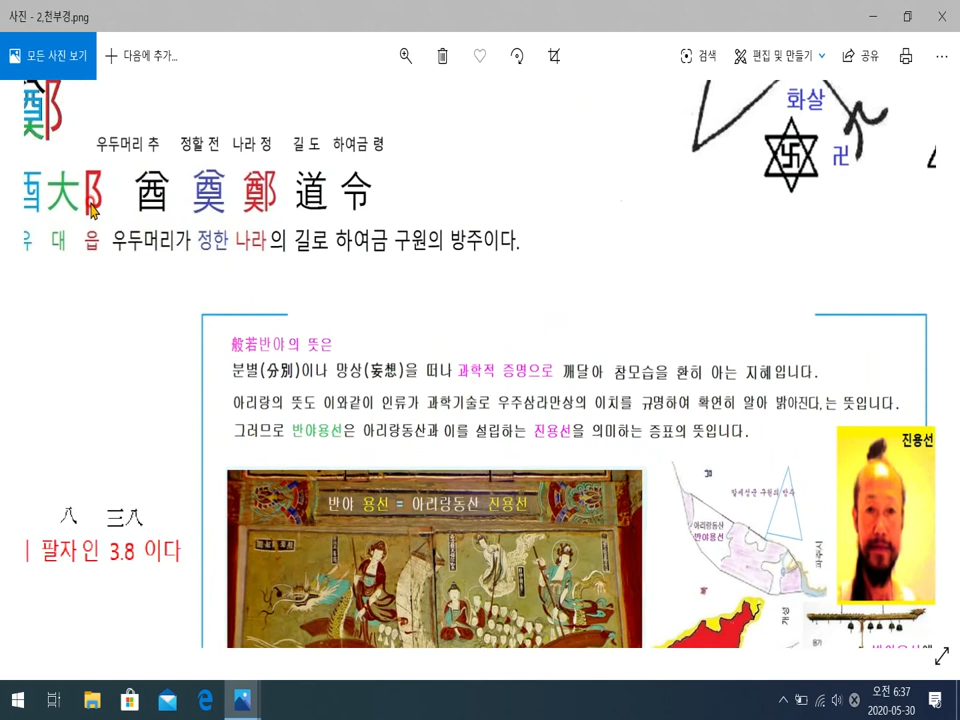 사진 - 2.천부경.png
모든 사진 보기
다음에 추가...
검색
편집 및 만들기
공유
鄭
화살
卐
卍
우두머리 추 정할 전 나라 정 길 도 하여금 령
酉 大 阝 酋 奠 鄭 道 令
유 대 읍 우두머리가 정한 나라의 길로 하여금 구원의 방주이다.
般若반야의 뜻은
분별(分別)이나 망상(妄想)을 떠나 과학적 증명으로 깨달아 참모습을 환히 아는 지혜입니다.
아리랑의 뜻도 이와같이 인류가 과학기술로 우주삼라만상의 이치를 규명하여 확연히 알아 밝아진다, 는 뜻입니다.
그러므로 반야용선은 아리랑동산과 이를 설립하는 진용선을 의미하는 증표의 뜻입니다.
진용선
반야 용선 = 아리랑동산 진용선
아리랑동산
반야용선
八 三八
팔자 인 3.8 이다
오전 6:37
2020-05-30